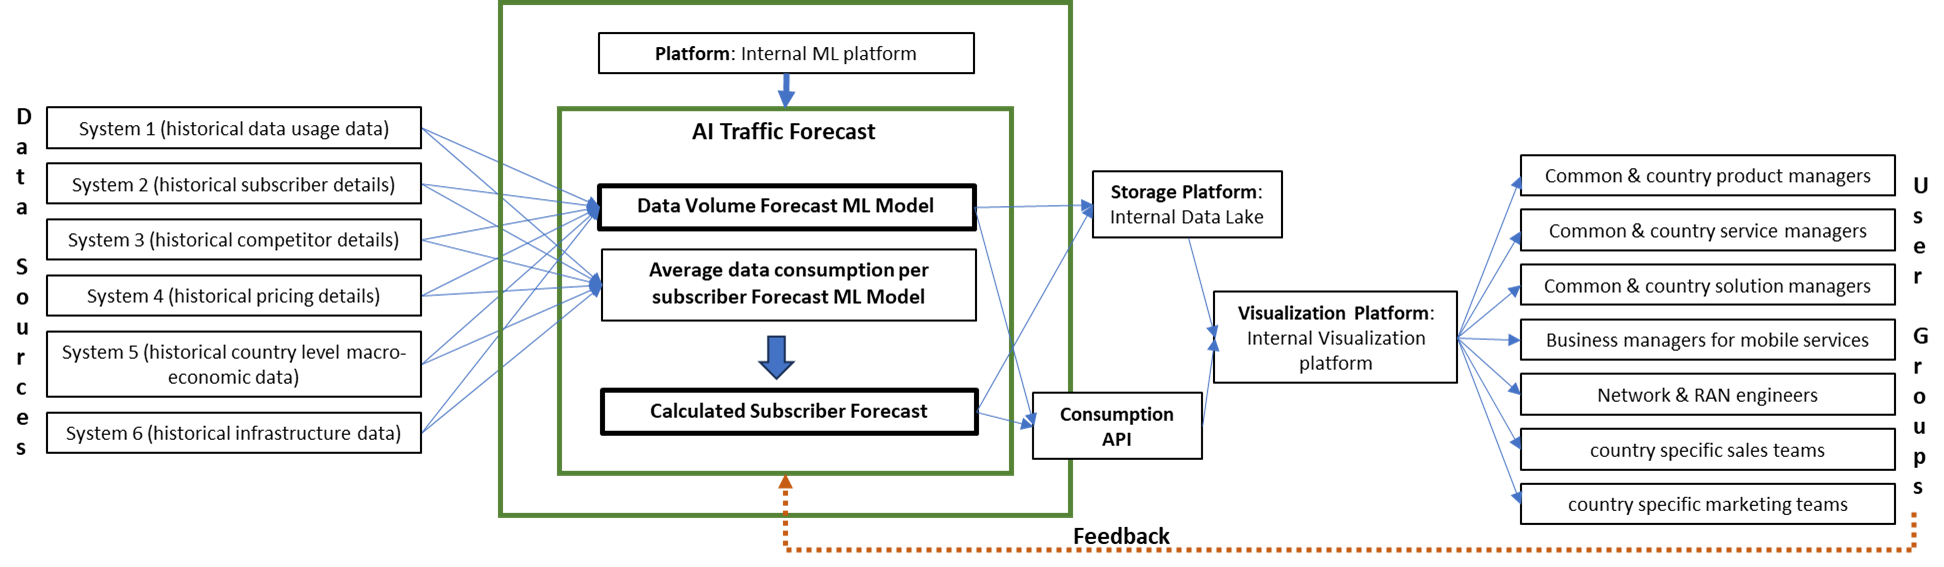 Data Sources
System 1 (historical data usage data)
System 2 (historical subscriber details)
System 3 (historical competitor details)
System 4 (historical pricing details)
System 5 (historical country level macro-
economic data)
System 6 (historical infrastructure data)
Platform: Internal ML platform
AI Traffic Forecast
Data Volume Forecast ML Model
Average data consumption per
subscriber Forecast ML Model
Calculated Subscriber Forecast
Storage Platform:
Internal Data Lake
Consumption
API
Visualization Platform:
Internal Visualization
platform
Common & country product managers
Common & country service managers
Common & country solution managers
Business managers for mobile services
Network & RAN engineers
country specific sales teams
country specific marketing teams
User Groups
Feedback